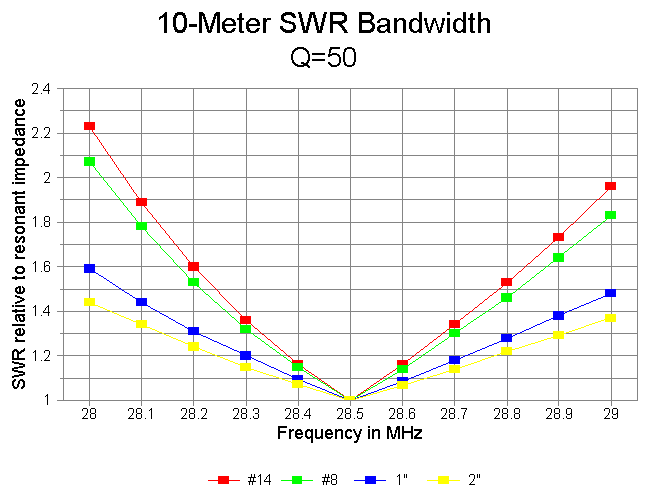 10-Meter SWR Bandwidth
Q=50
SWR relative to resonant impedance
2.4
2.2
2
1.8
1.6
1.4
1.2
1
28 28.1 28.2 28.3 28.4 28.5 28.6 28.7 28.8 28.9 29
Frequency in MHz
#14 #8 1" 2"